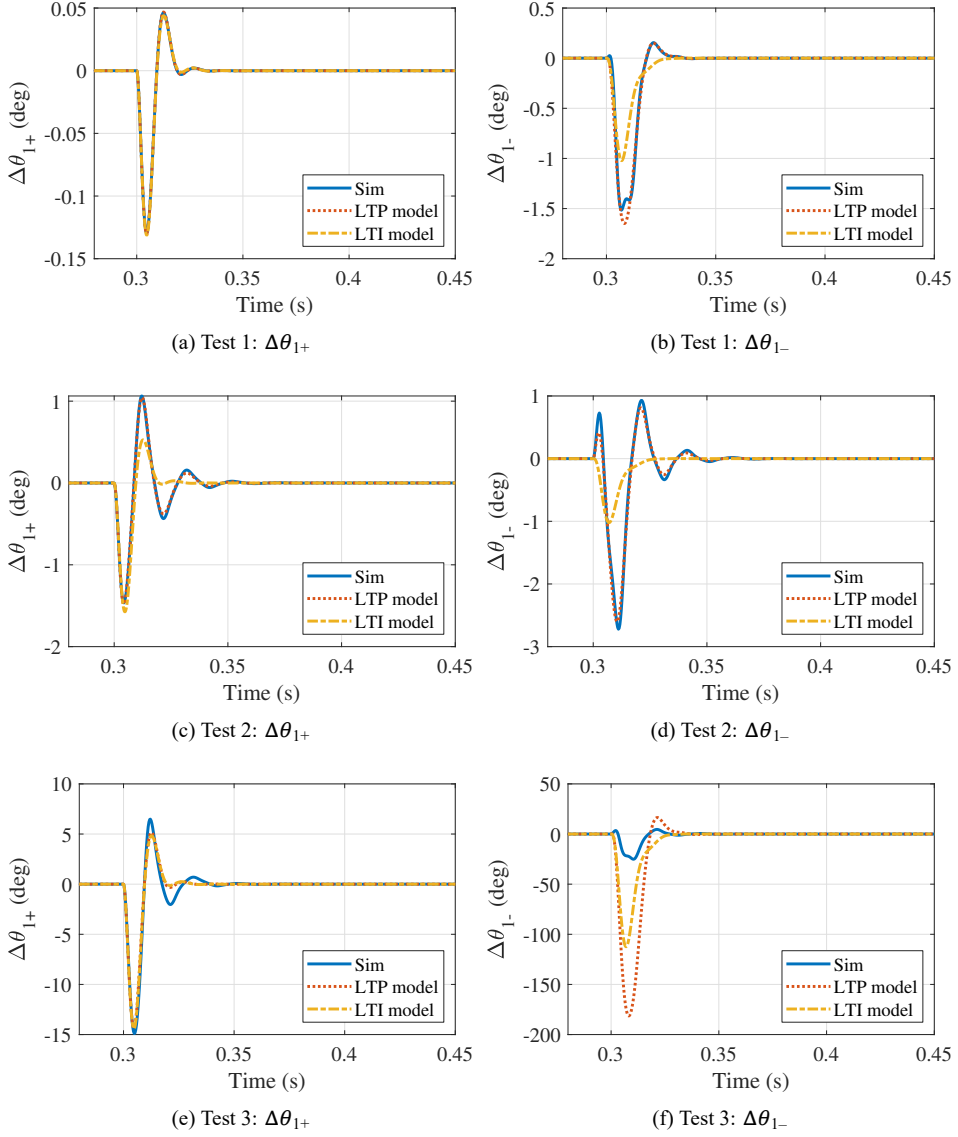 0.05
0
-0.05
-0.1
-0.15
Δθ1+ (deg)
0.3
0.35
0.4
0.45
Time (s)
Sim
LTP model
LTI model
(a) Test 1: Δθ1+
0.5
0
-0.5
-1
-1.5
-2
Δθ1- (deg)
0.3
0.35
0.4
0.45
Time (s)
Sim
LTP model
LTI model
(b) Test 1: Δθ1−
1
0
-1
-2
Δθ1+ (deg)
0.3
0.35
0.4
0.45
Time (s)
Sim
LTP model
LTI model
(c) Test 2: Δθ1+
1
0
-1
-2
-3
Δθ1- (deg)
0.3
0.35
0.4
0.45
Time (s)
Sim
LTP model
LTI model
(d) Test 2: Δθ1−
10
5
0
-5
-10
-15
Δθ1+ (deg)
0.3
0.35
0.4
0.45
Time (s)
Sim
LTP model
LTI model
(e) Test 3: Δθ1+
50
0
-50
-100
-150
-200
Δθ1- (deg)
0.3
0.35
0.4
0.45
Time (s)
Sim
LTP model
LTI model
(f) Test 3: Δθ1−